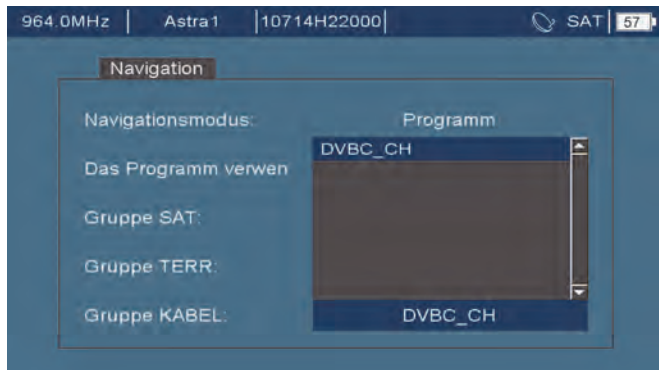 964.0MHz | Astra1 |10714H22000| SAT | 57
Navigation
Navigationsmodus: Programm
DVBC_CH
Das Programm verwen
Gruppe SAT:
Gruppe TERR:
Gruppe KABEL: DVBC_CH